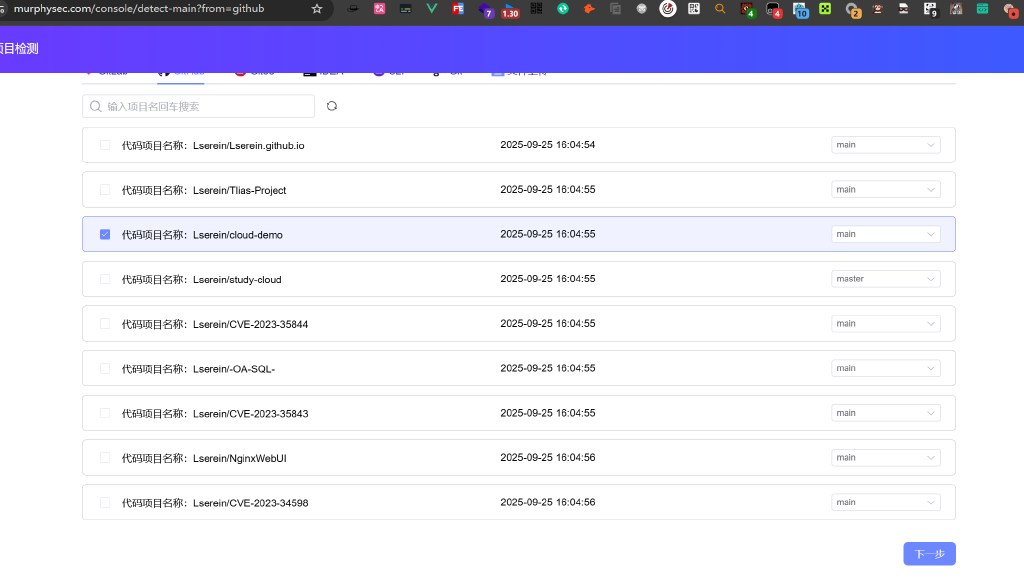 murphysec.com/console/detect-main?from=github
7
1.30
4
4
10
2
9
项目检测
输入项目名回车搜索
代码项目名称: Lserein/Lserein.github.io 2025-09-25 16:04:54 main
代码项目名称: Lserein/Tlias-Project 2025-09-25 16:04:55 main
代码项目名称: Lserein/cloud-demo 2025-09-25 16:04:55 main
代码项目名称: Lserein/study-cloud 2025-09-25 16:04:55 master
代码项目名称: Lserein/CVE-2023-35844 2025-09-25 16:04:55 main
代码项目名称: Lserein/-OA-SQL- 2025-09-25 16:04:55 main
代码项目名称: Lserein/CVE-2023-35843 2025-09-25 16:04:55 main
代码项目名称: Lserein/NginxWebUI 2025-09-25 16:04:56 main
代码项目名称: Lserein/CVE-2023-34598 2025-09-25 16:04:56 main
下一步